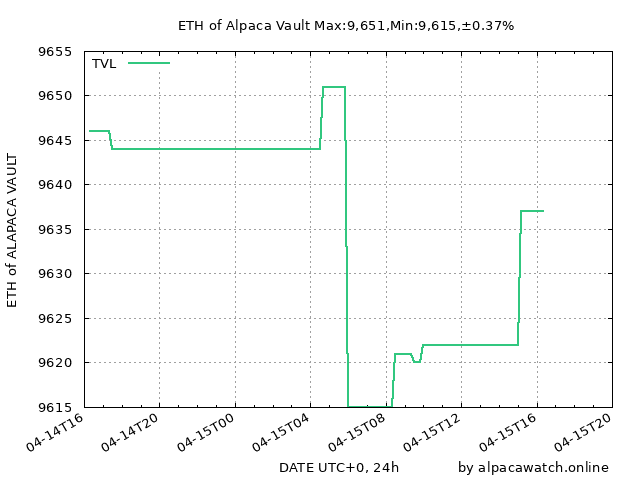 ETH of Alpaca Vault Max:9,651,Min:9,615,±0.37%
TVL
9655
9650
9645
9640
9635
9630
9625
9620
9615
ETH of ALAPACA VAULT
04-14T16
04-14T20
04-15T00
04-15T04
04-15T08
04-15T12
04-15T16
04-15T20
DATE UTC+0, 24h
by alpacawatch.online